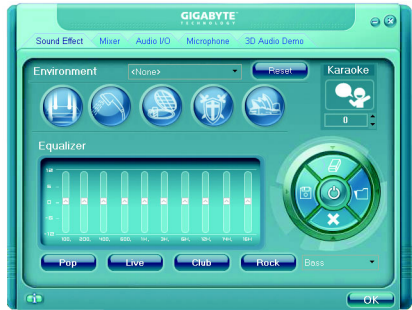 GIGABYTE
TECHNOLOGY
Sound Effect Mixer Audio I/O Microphone 3D Audio Demo
Environment <None> Reset Karaoke
0
Equalizer
Pop Live Club Rock Bass
OK